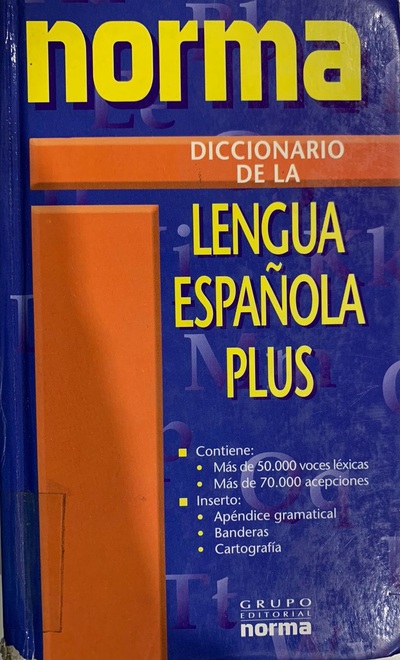 norma
DICCIONARIO
DE LA
LENGUA
ESPAÑOLA
PLUS
Contiene:
• Más de 50.000 voces léxicas
• Más de 70.000 acepciones
Inserto:
• Apéndice gramatical
• Banderas
• Cartografía
GRUPO
EDITORIAL
norma